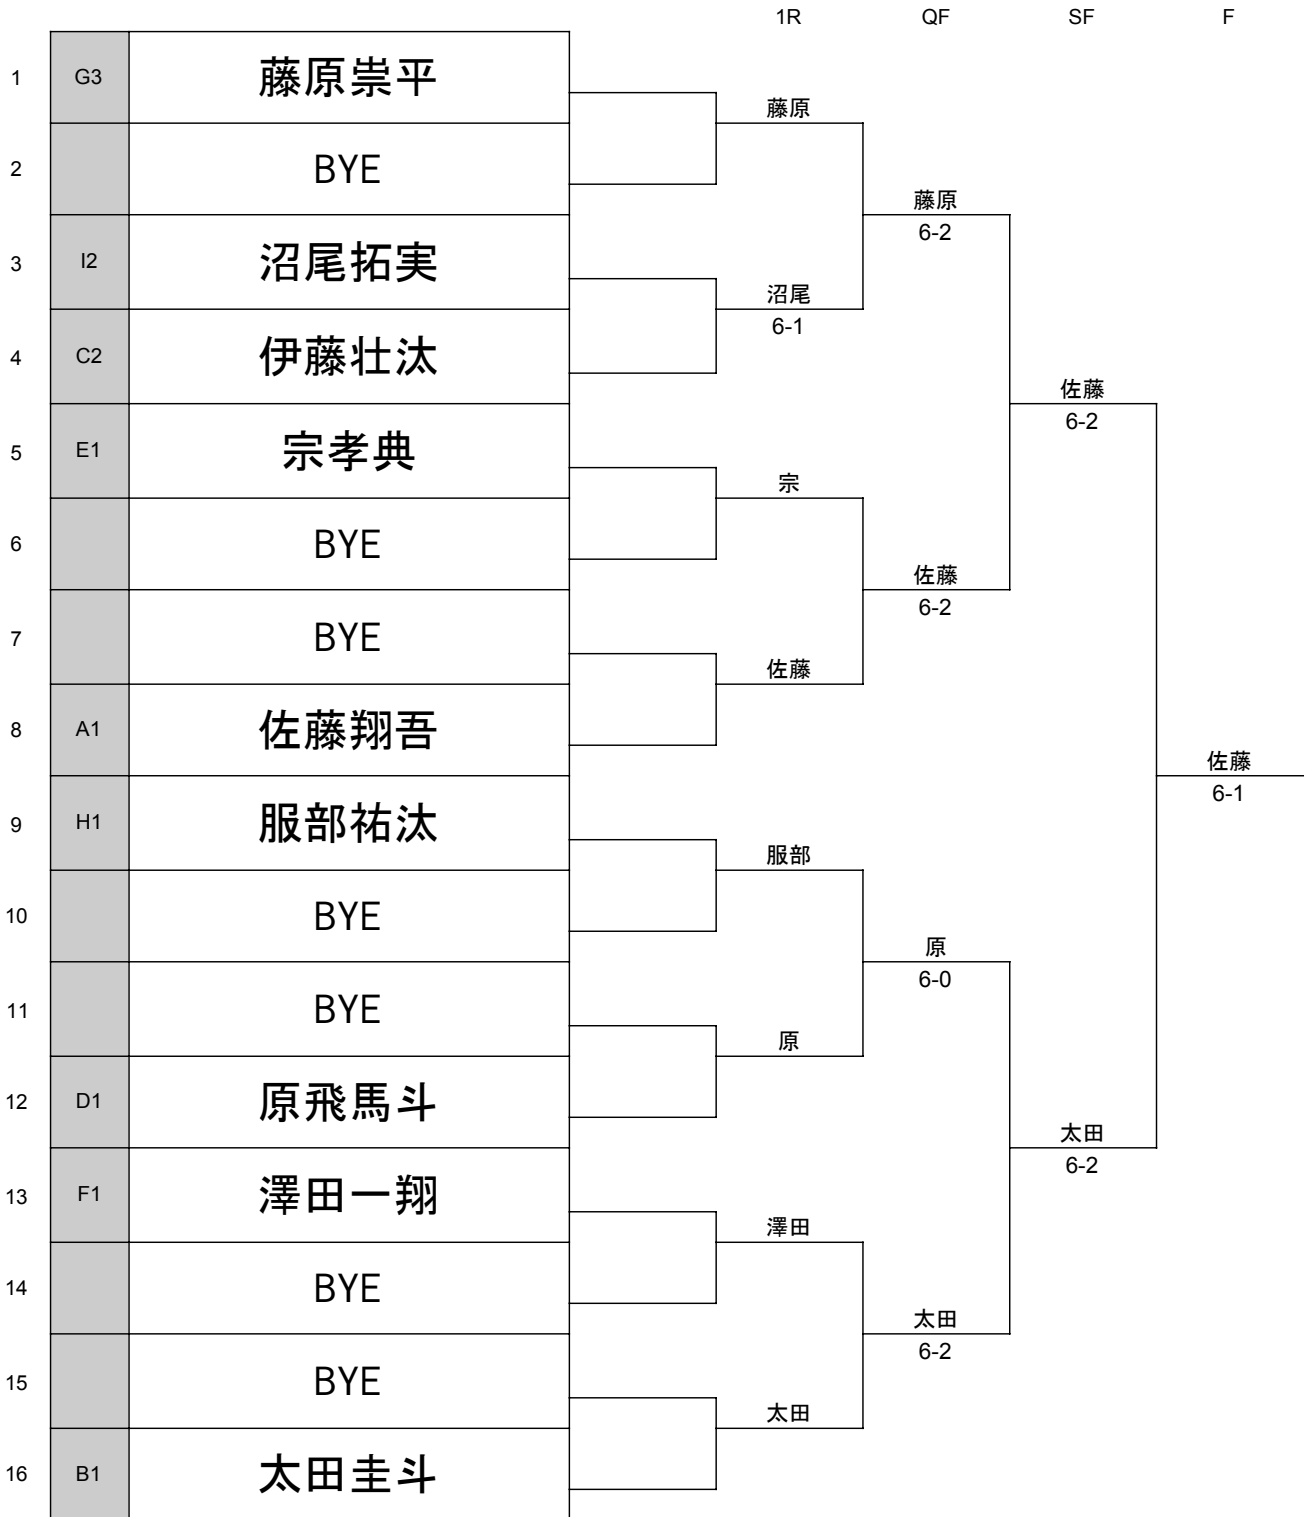 1R QF SF F
1 G3 藤原崇平
藤原
2 BYE
藤原
6-2
3 I2 沼尾拓実
沼尾
6-1
4 C2 伊藤壮汰
佐藤
6-2
5 E1 宗孝典
宗
6 BYE
佐藤
6-2
7 BYE
佐藤
8 A1 佐藤翔吾
佐藤
6-1
9 H1 服部祐汰
服部
10 BYE
原
6-0
11 BYE
原
12 D1 原飛馬斗
太田
6-2
13 F1 澤田一翔
澤田
14 BYE
太田
6-2
15 BYE
太田
16 B1 太田圭斗